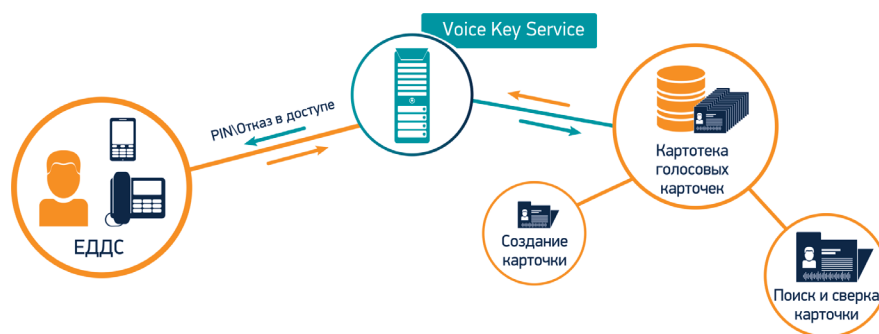 Voice Key Service
PIN\Отказ в доступе
ЕДДС
Картотека
голосовых
карточек
Создание
карточки
Поиск и сверка
карточки